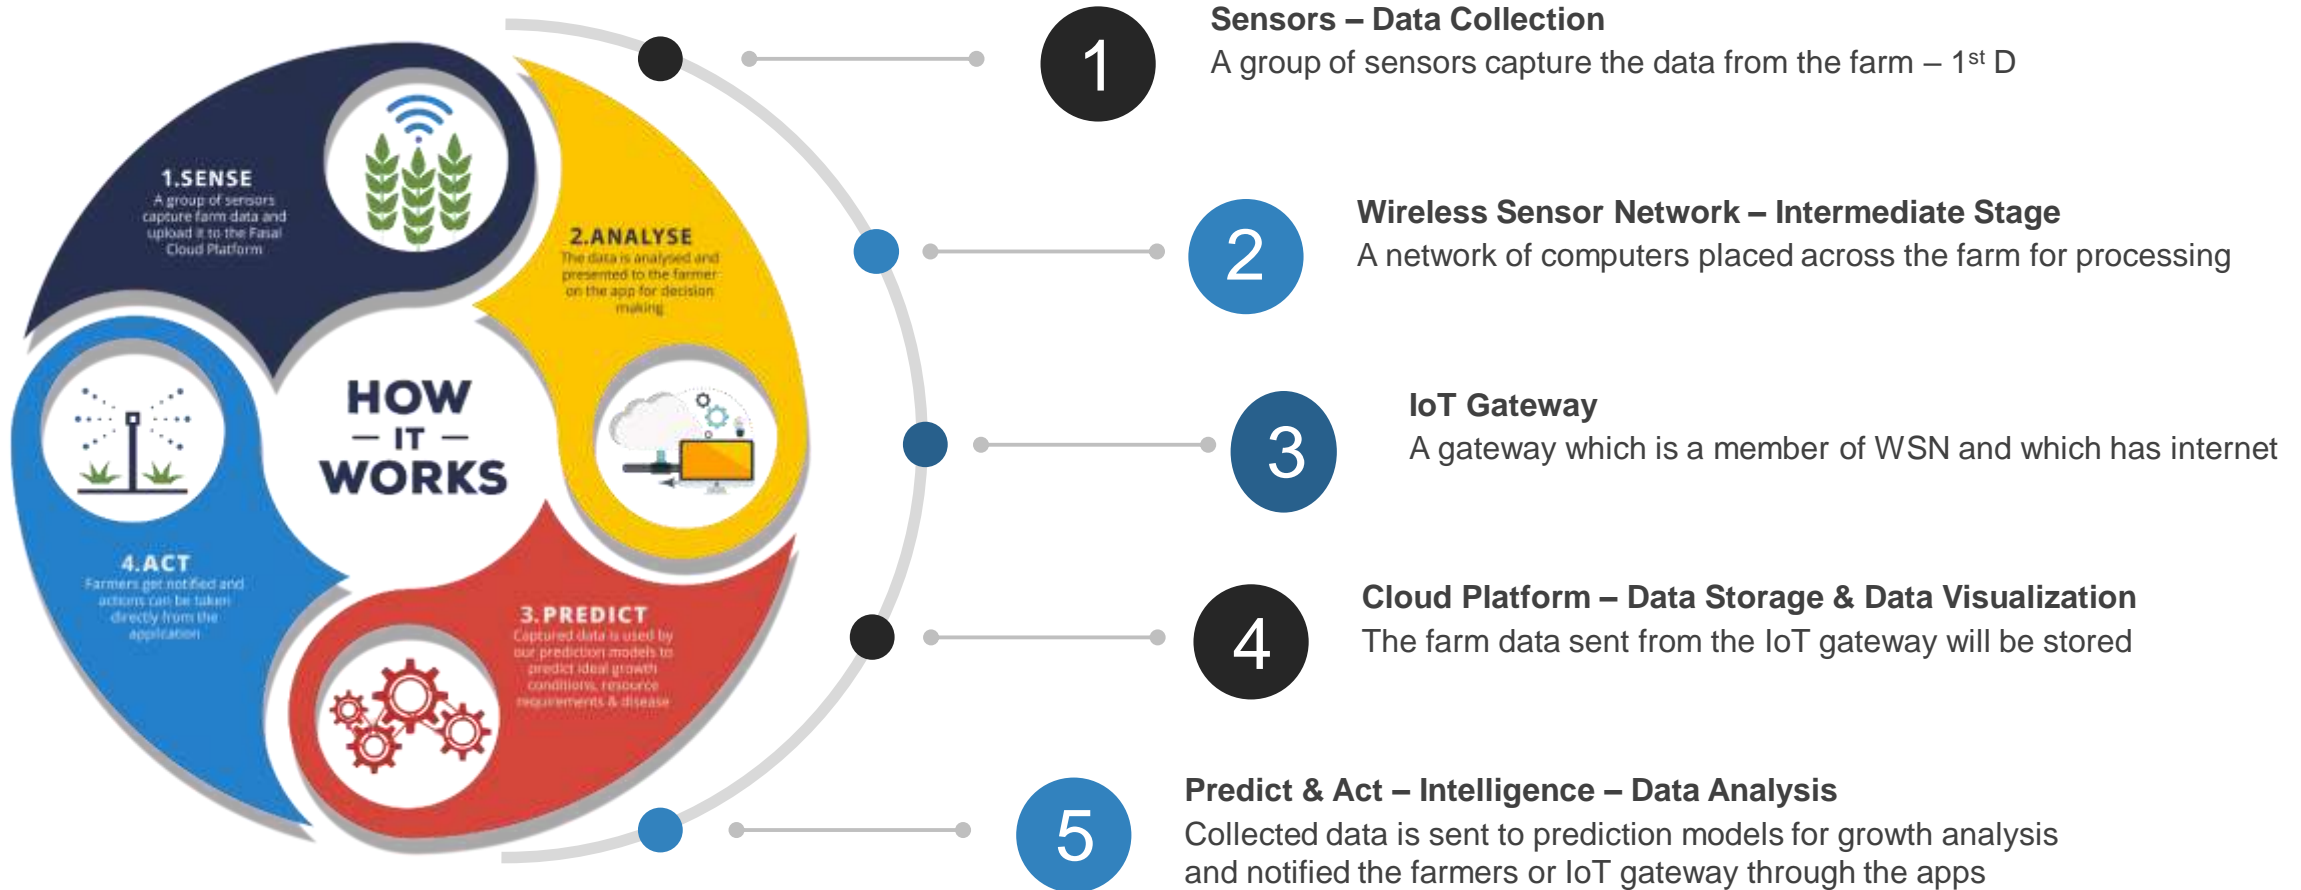 1.SENSE
A group of sensors
capture farm data and
upload it to the Fasal
Cloud Platform
2.ANALYSE
The data is analysed and
presented to the farmer
on the app for decision
making
3.PREDICT
Captured data is used by
our prediction models to
predict ideal growth
conditions, resource
requirements & disease
4.ACT
Farmers get notified and
actions can be taken
directly from the
application
HOW
— IT —
WORKS
1
Sensors – Data Collection
A group of sensors capture the data from the farm – 1st D
2
Wireless Sensor Network – Intermediate Stage
A network of computers placed across the farm for processing
3
IoT Gateway
A gateway which is a member of WSN and which has internet
4
Cloud Platform – Data Storage & Data Visualization
The farm data sent from the IoT gateway will be stored
5
Predict & Act – Intelligence – Data Analysis
Collected data is sent to prediction models for growth analysis
and notified the farmers or IoT gateway through the apps